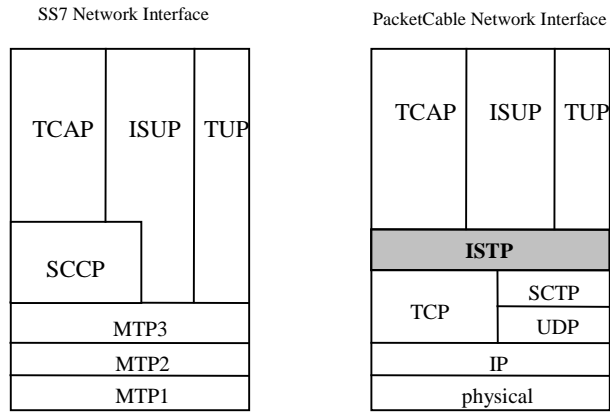 SS7 Network Interface
TCAP ISUP TUP
SCCP
MTP3
MTP2
MTP1
PacketCable Network Interface
TCAP ISUP TUP
ISTP
TCP
SCTP
UDP
IP
physical